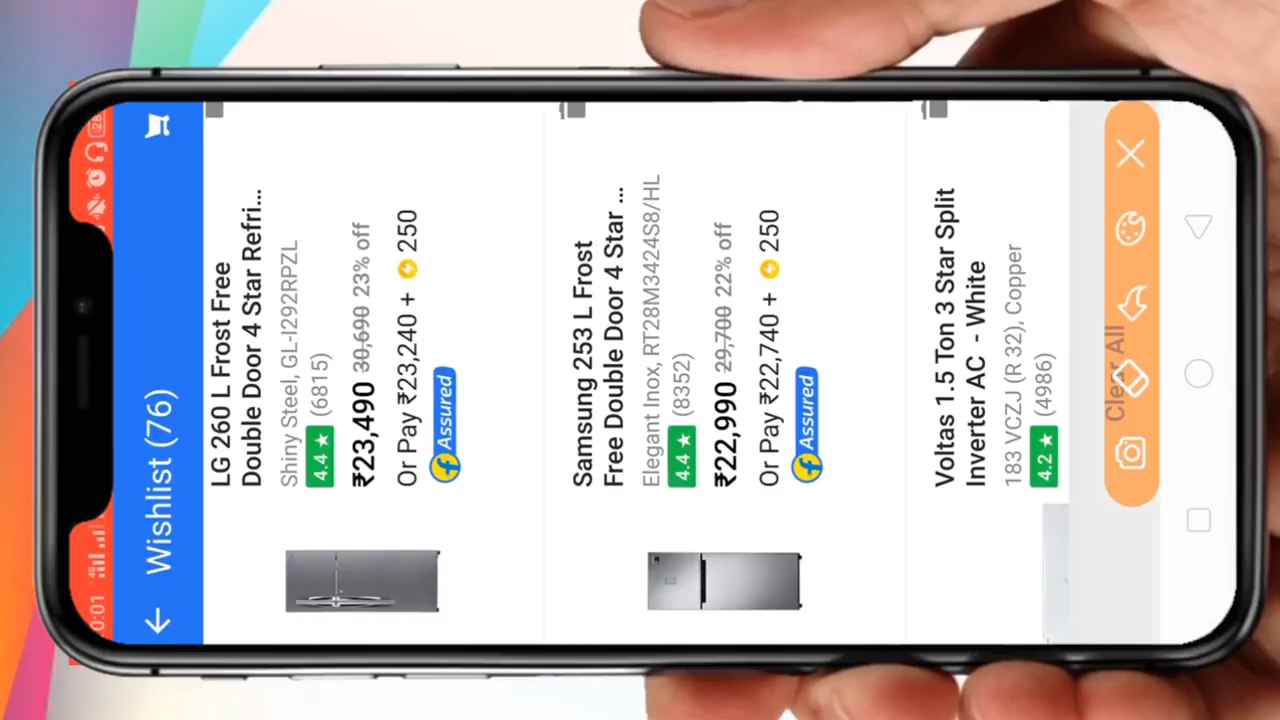 Wishlist (76)
LG 260 L Frost Free
Double Door 4 Star Refri...
Shiny Steel, GL-I292RPZL
4.4★ (6815)
₹23,490 30,690 23% off
Or Pay ₹23,240 + 250
f Assured
Samsung 253 L Frost
Free Double Door 4 Star ...
Elegant Inox, RT28M3424S8/HL
4.4★ (8352)
₹22,990 29,700 22% off
Or Pay ₹22,740 + 250
f Assured
Voltas 1.5 Ton 3 Star Split
Inverter AC - White
183 VCZJ (R 32), Copper
4.2★ (4986)
Clear All